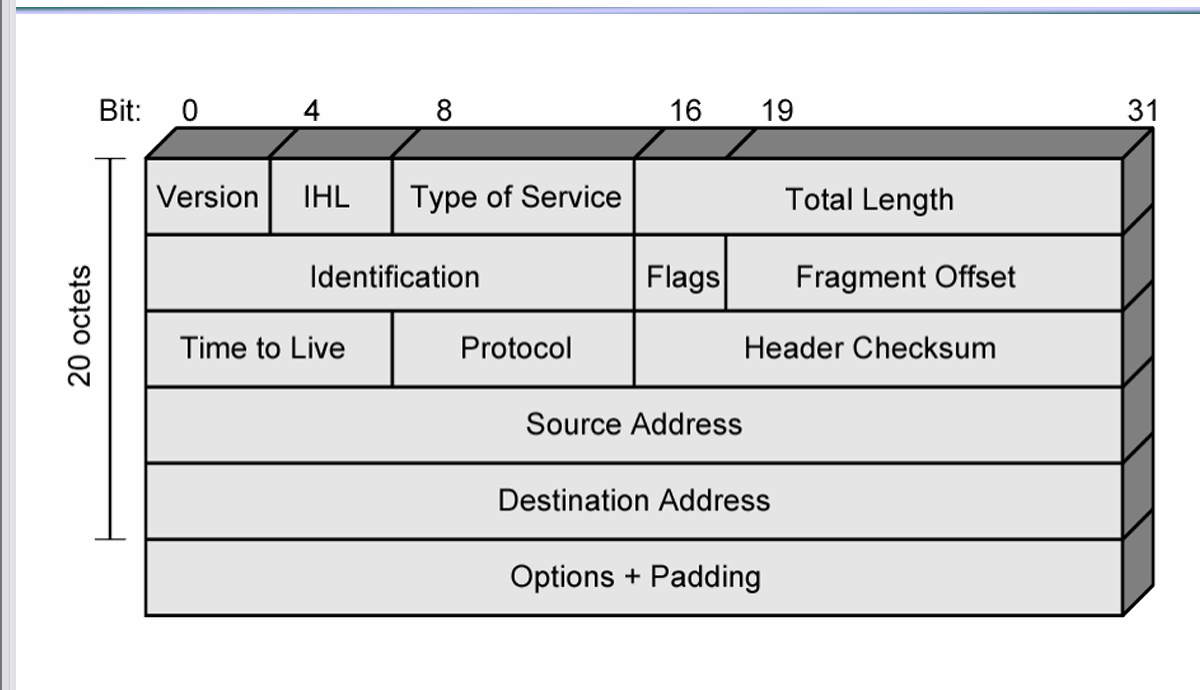 Bit: 0 4 8 16 19 31
Version IHL Type of Service Total Length
Identification Flags Fragment Offset
Time to Live Protocol Header Checksum
Source Address
Destination Address
Options + Padding
20 octets